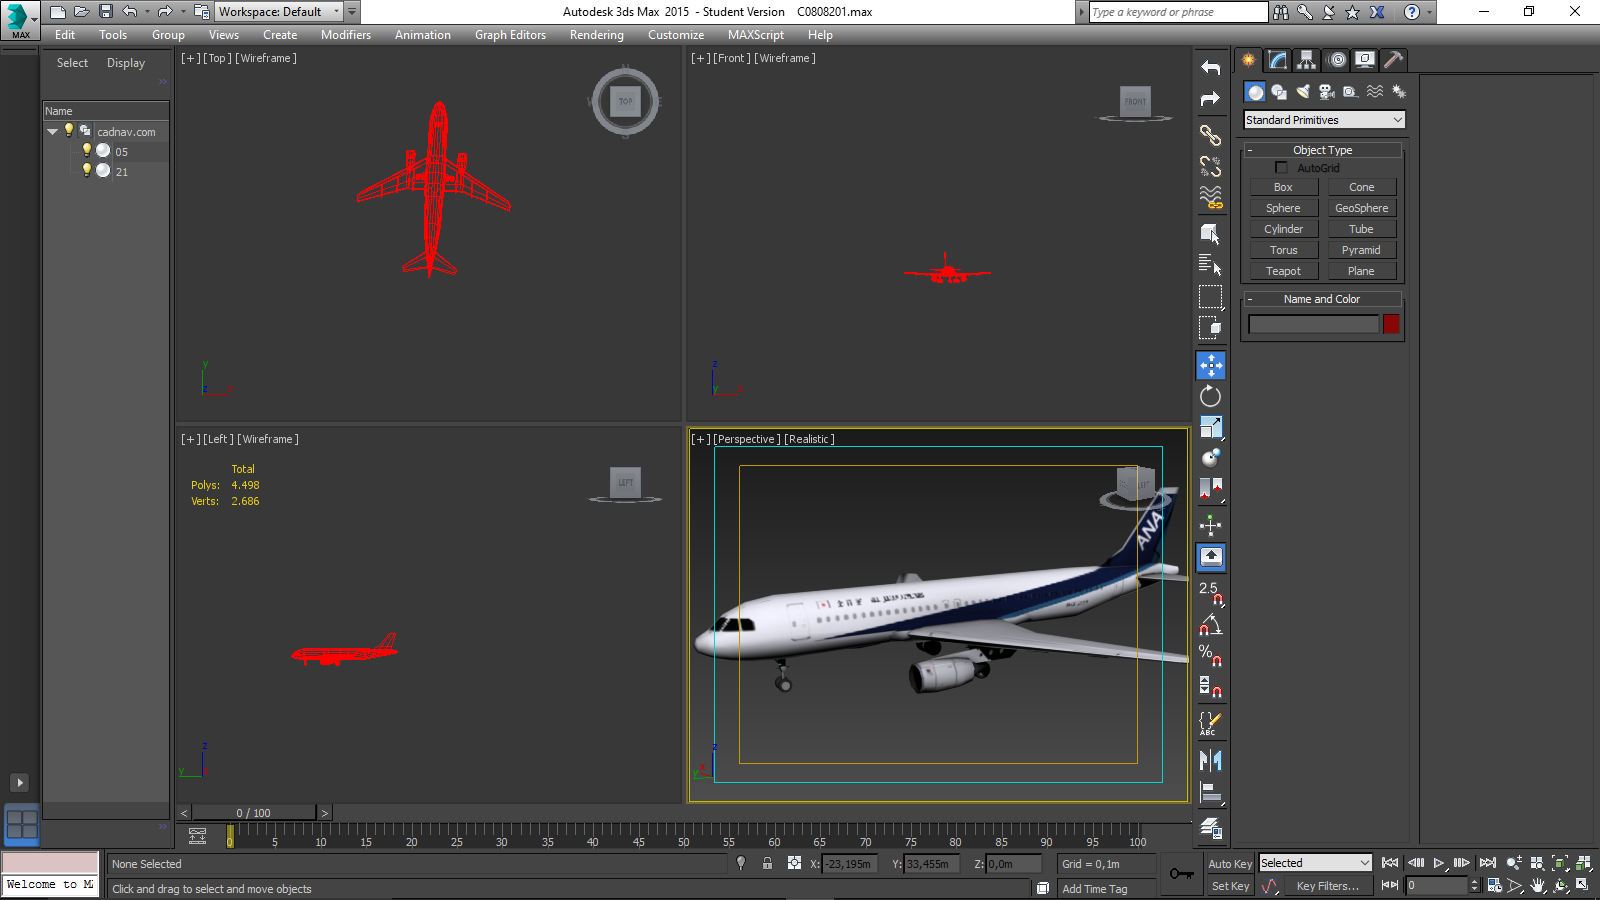 Workspace: Default
Autodesk 3ds Max 2015 - Student Version C0808201.max
Type a keyword or phrase
MAX
Edit Tools Group Views Create Modifiers Animation Graph Editors Rendering Customize MAXScript Help
Select Display
Name
cadnav.com
05
21
[+] [Top] [Wireframe]
TOP
[+] [Front] [Wireframe]
FRONT
y
x
z
y
x
[+] [Left] [Wireframe]
Total
Polys: 4.498
Verts: 2.686
LEFT
z
y
[+] [Perspective] [Realistic]
ANA
z
Standard Primitives
- Object Type
AutoGrid
Box Cone
Sphere GeoSphere
Cylinder Tube
Torus Pyramid
Teapot Plane
- Name and Color
2.5
%
ABC
< 0 / 100 >
0 5 10 15 20 25 30 35 40 45 50 55 60 65 70 75 80 85 90 95 100
None Selected X: -23,195m Y: 33,455m Z: 0,0m Grid = 0,1m Auto Key Selected
Welcome to M
Click and drag to select and move objects Add Time Tag Set Key Key Filters... 0